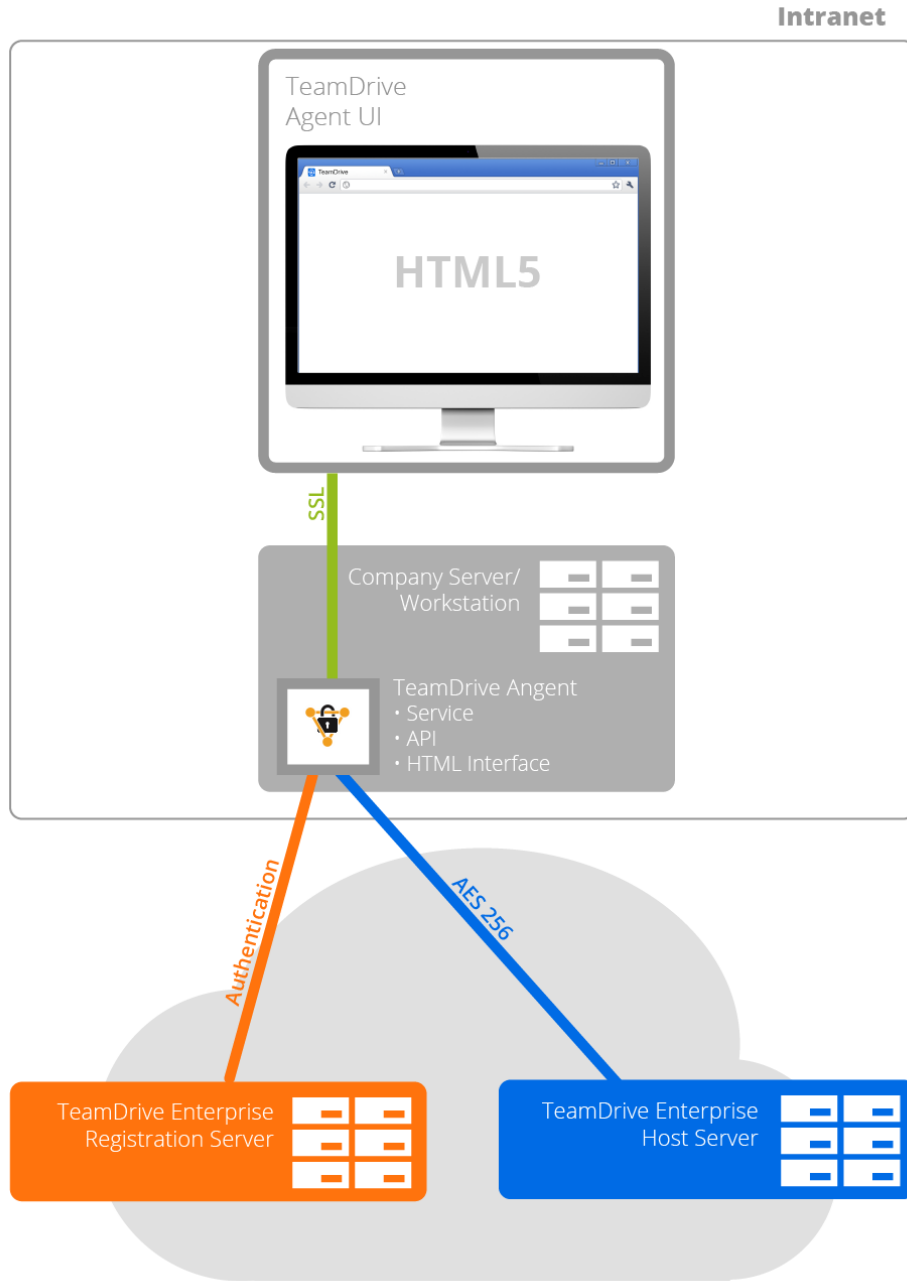 Intranet
TeamDrive
Agent UI
TeamDrive
HTML5
SSL
Company Server/
Workstation
TeamDrive Angent
• Service
• API
• HTML Interface
Authentication
AES 256
TeamDrive Enterprise
Registration Server
TeamDrive Enterprise
Host Server